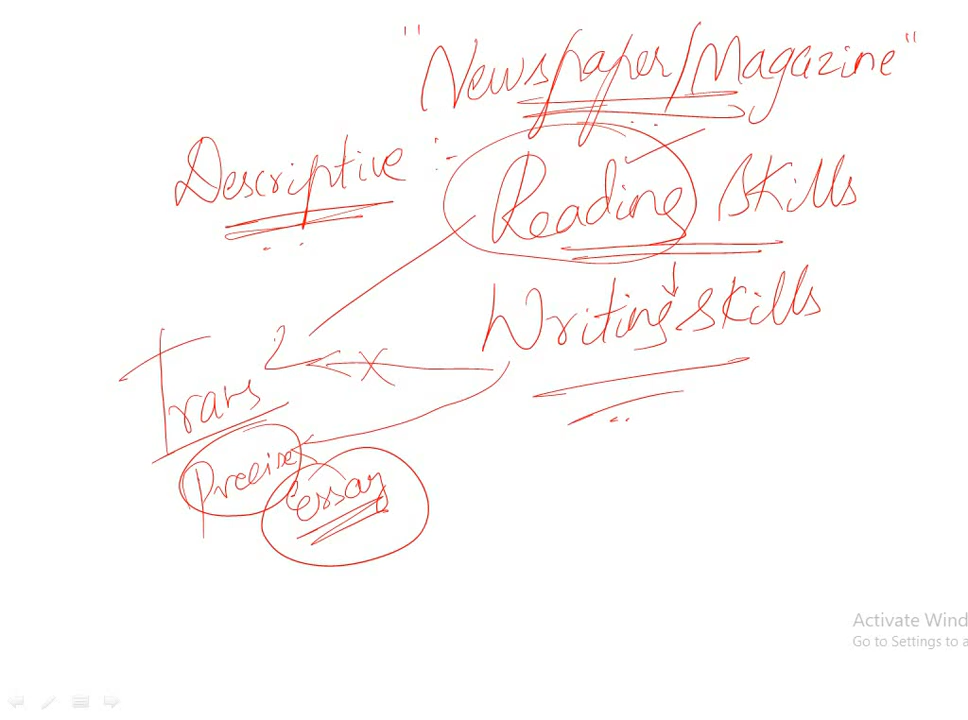 "Newspaper/Magazine"
Descriptive :- Reading Skills
Writing Skills
Trans
Precise
Essay
Activate Wind
Go to Settings to a